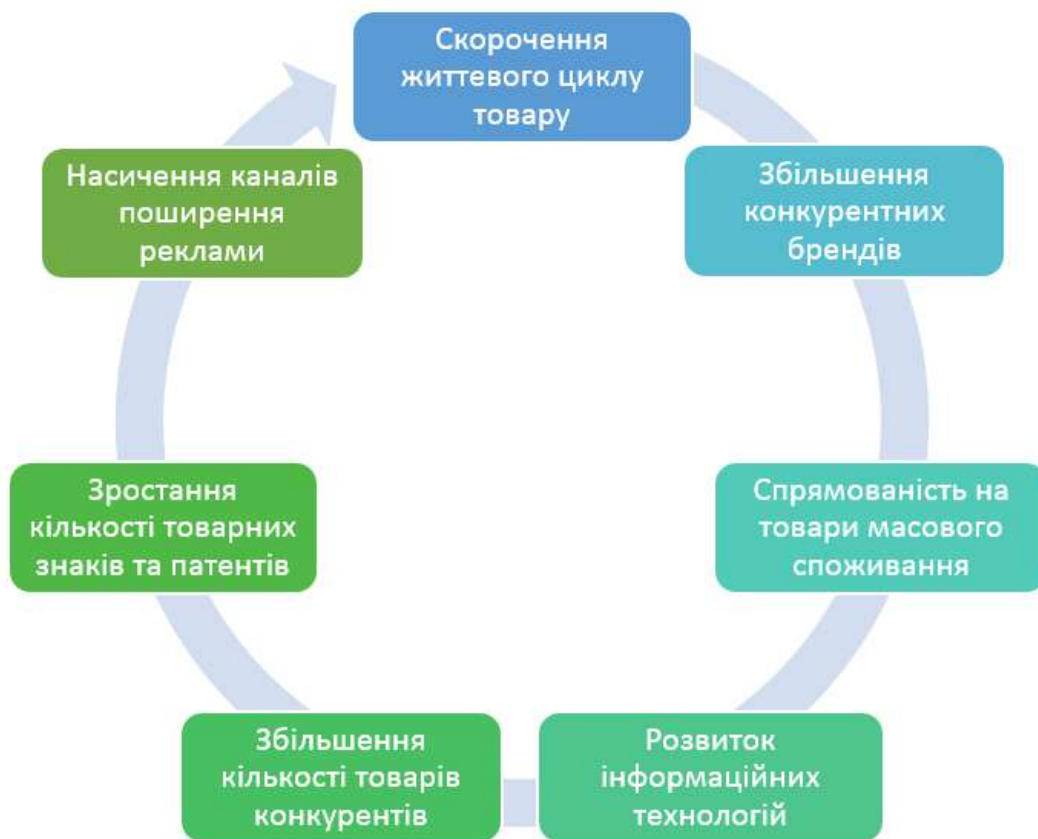 Скорочення
життєвого циклу
товару
Збільшення
конкурентних
брендів
Спрямованість на
товари масового
споживання
Розвиток
інформаційних
технологій
Збільшення
кількості товарів
конкурентів
Зростання
кількості товарних
знаків та патентів
Насичення каналів
поширення
реклами